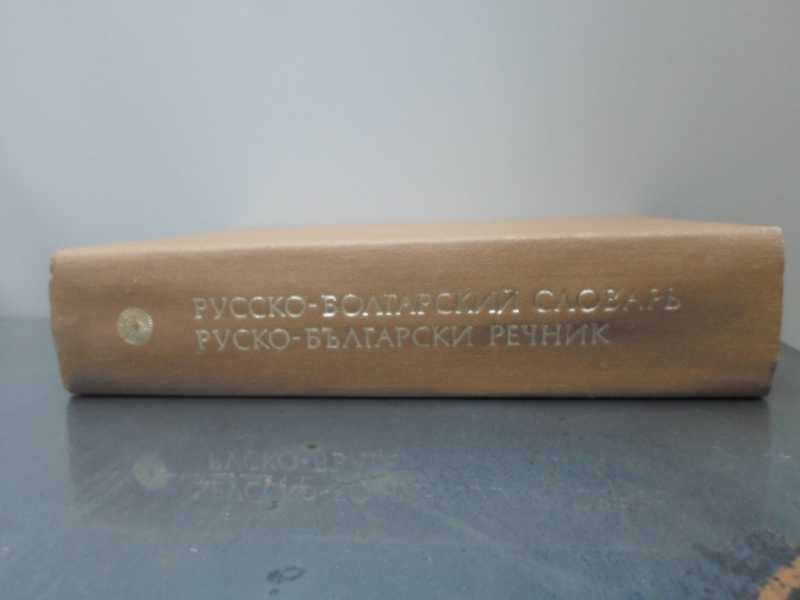 РУССКО-БОЛГАРСКИЙ СЛОВАРЬ
РУСКО-БЪЛГАРСКИ РЕЧНИК